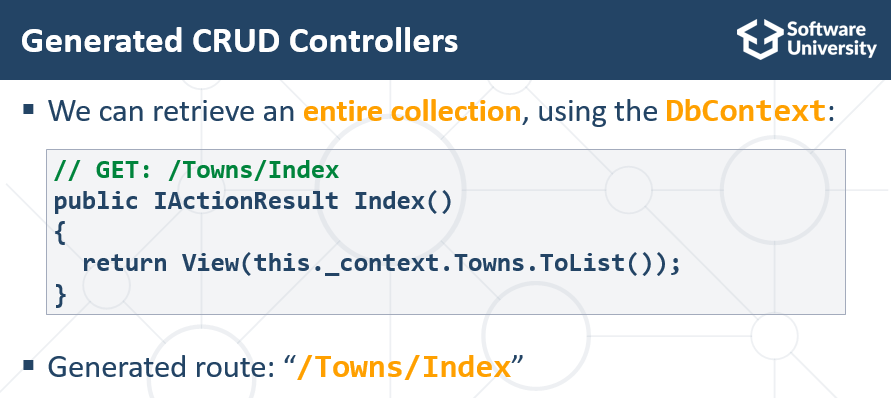 Generated CRUD Controllers
Software
University
▪ We can retrieve an entire collection, using the DbContext:
// GET: /Towns/Index
public IActionResult Index()
{
  return View(this._context.Towns.ToList());
}
▪ Generated route: “/Towns/Index”